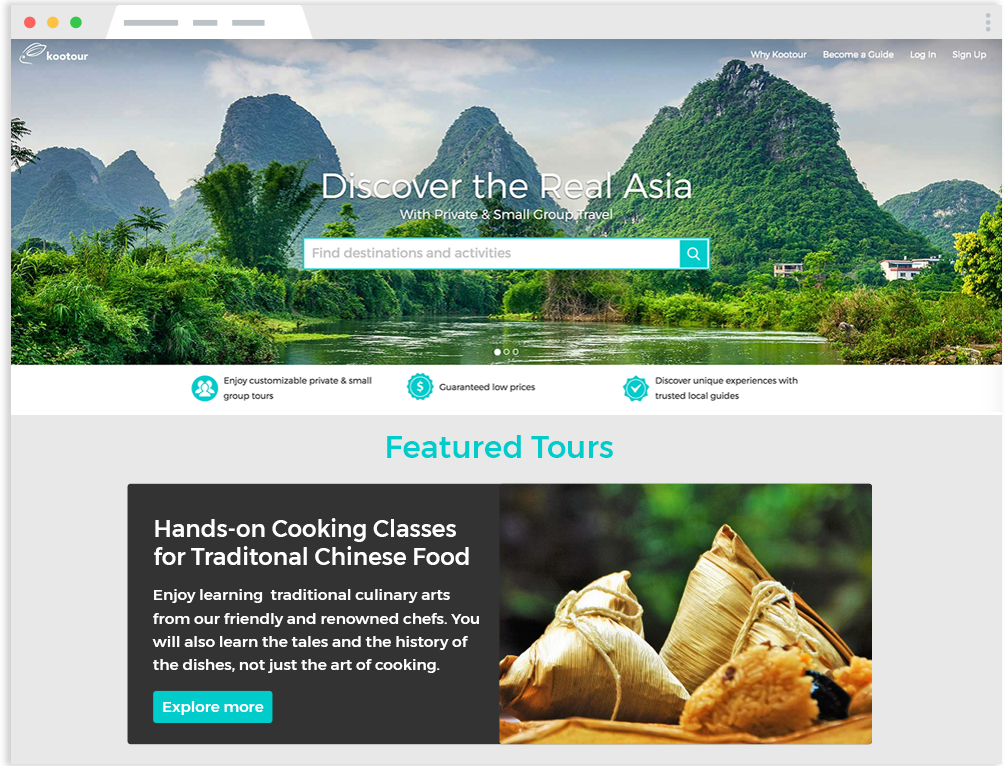 kootour
Why Kootour Become a Guide Log In Sign Up
Discover the Real Asia
With Private & Small Group Travel
Find destinations and activities
Enjoy customizable private & small
group tours
$
Guaranteed low prices
Discover unique experiences with
trusted local guides
Featured Tours
Hands-on Cooking Classes
for Traditonal Chinese Food
Enjoy learning traditional culinary arts
from our friendly and renowned chefs. You
will also learn the tales and the history of
the dishes, not just the art of cooking.
Explore more